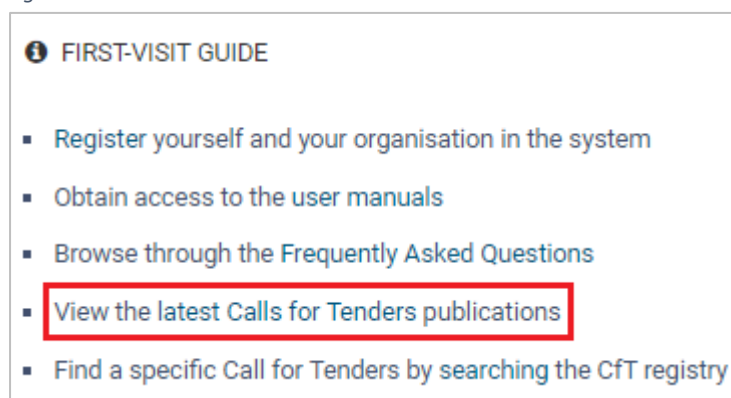 FIRST-VISIT GUIDE
Register yourself and your organisation in the system
Obtain access to the user manuals
Browse through the Frequently Asked Questions
View the latest Calls for Tenders publications
Find a specific Call for Tenders by searching the CfT registry